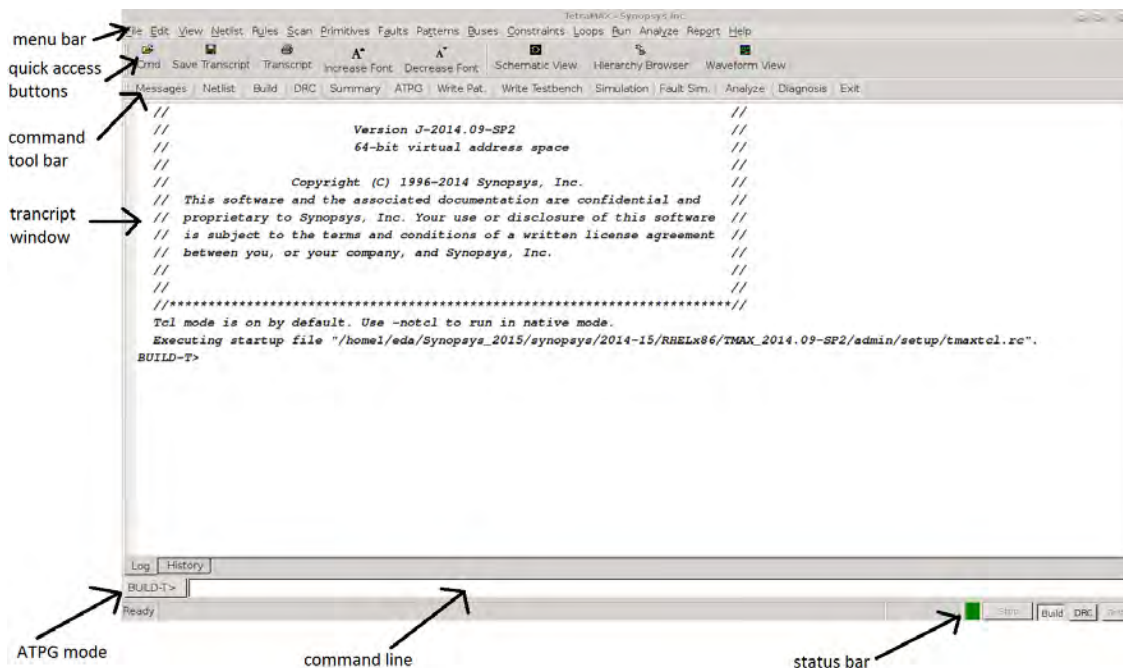 TetraMAX - Synopsys Inc.
menu bar
File Edit View Netlist Rules Scan Primitives Faults Patterns Buses Constraints Loops Run Analyze Report Help
quick access
buttons
Cmd Save Transcript Transcript Increase Font Decrease Font Schematic View Hierarchy Browser Waveform View
Messages Netlist Build DRC Summary ATPG Write Pat. Write Testbench Simulation Fault Sim. Analyze Diagnosis Exit
command
tool bar
// //
// Version J-2014.09-SP2 //
// 64-bit virtual address space //
// //
// Copyright (C) 1996-2014 Synopsys, Inc. //
// This software and the associated documentation are confidential and //
// proprietary to Synopsys, Inc. Your use or disclosure of this software //
// is subject to the terms and conditions of a written license agreement //
// between you, or your company, and Synopsys, Inc. //
// //
// //
//*************************************************************************//
trancript
window
Tcl mode is on by default. Use -notcl to run in native mode.
Executing startup file "/home1/eda/Synopsys_2015/synopsys/2014-15/RHELx86/TMAX_2014.09-SP2/admin/setup/tmaxtcl.rc".
BUILD-T>
Log History
BUILD-T>
Ready Stop Build DRC
ATPG mode
command line
status bar